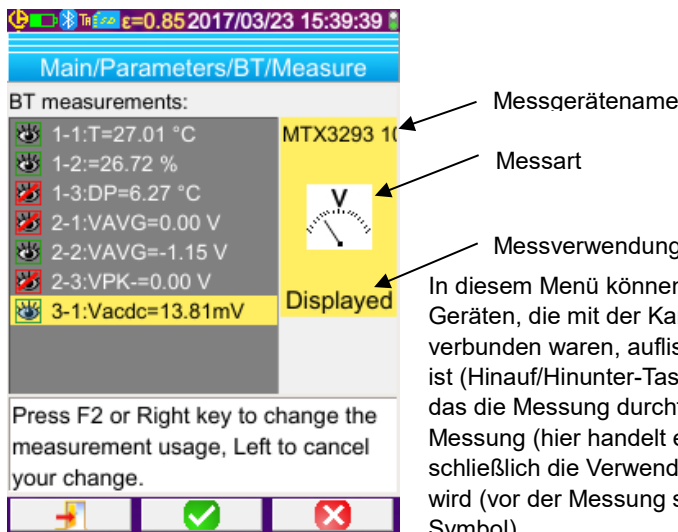 ε=0.85 2017/03/23 15:39:39
Main/Parameters/BT/Measure
BT measurements:
1-1:T=27.01 °C
1-2:=26.72 %
1-3:DP=6.27 °C
2-1:VAVG=0.00 V
2-2:VAVG=-1.15 V
2-3:VPK-=0.00 V
3-1:Vacdc=13.81mV
MTX3293 10
V
Displayed
Press F2 or Right key to change the
measurement usage, Left to cancel
your change.
Messgerätename
Messart
Messverwendung
In diesem Menü können
Geräten, die mit der Ka
verbunden waren, auflis
ist (Hinauf/Hinunter-Tas
das die Messung durch
Messung (hier handelt e
schließlich die Verwend
wird (vor der Messung s
Symbol)